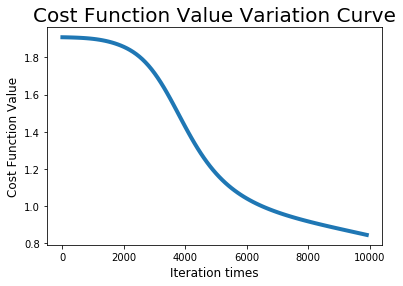 Cost Function Value Variation Curve
Cost Function Value
1.8
1.6
1.4
1.2
1.0
0.8
0 2000 4000 6000 8000 10000
Iteration times